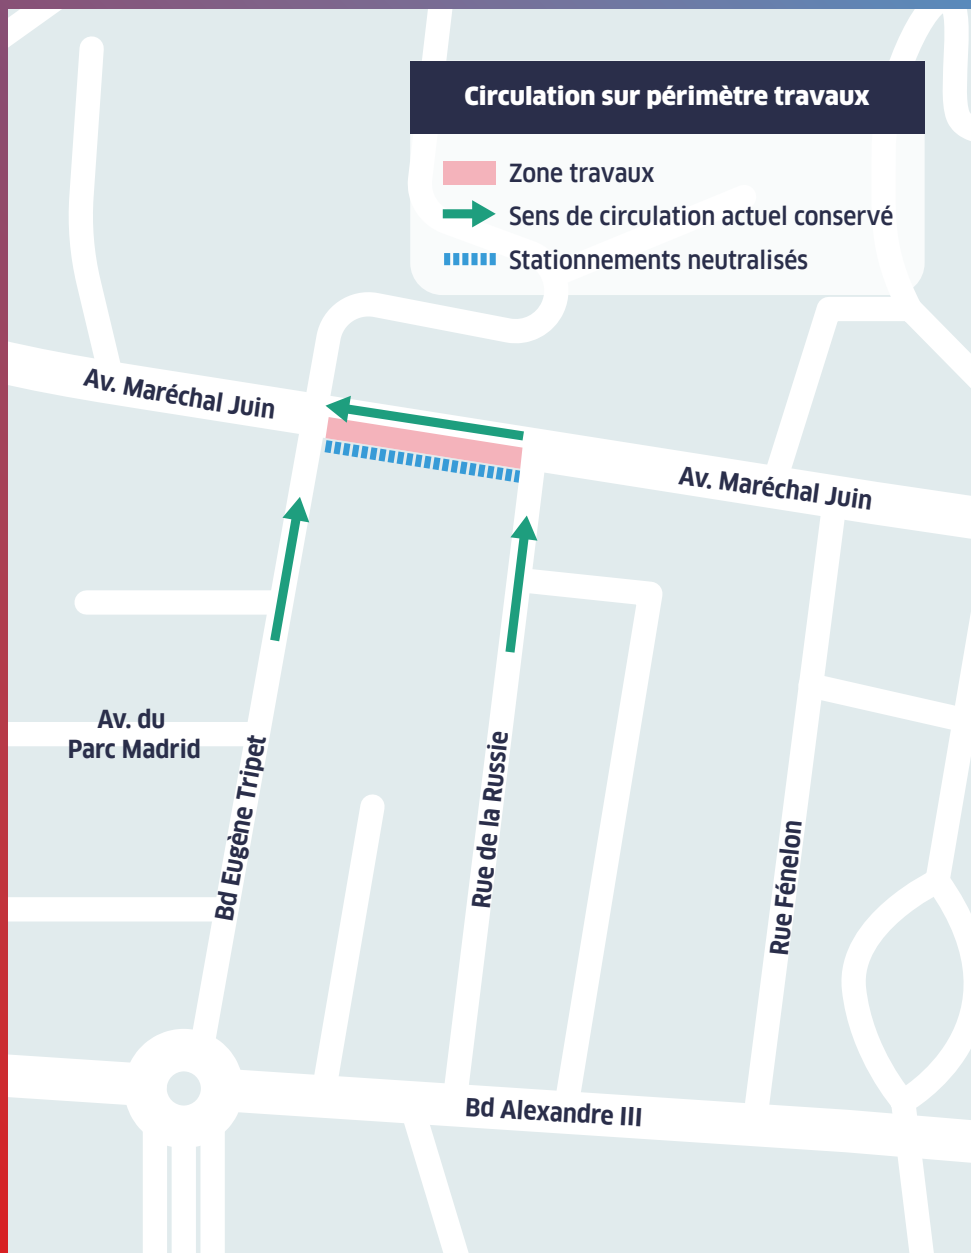 Circulation sur périmètre travaux
Zone travaux
Sens de circulation actuel conservé
Stationnements neutralisés
Av. Maréchal Juin
Av. Maréchal Juin
Av. du
Parc Madrid
Bd Eugène Tripet
Rue de la Russie
Rue Fénelon
Bd Alexandre III